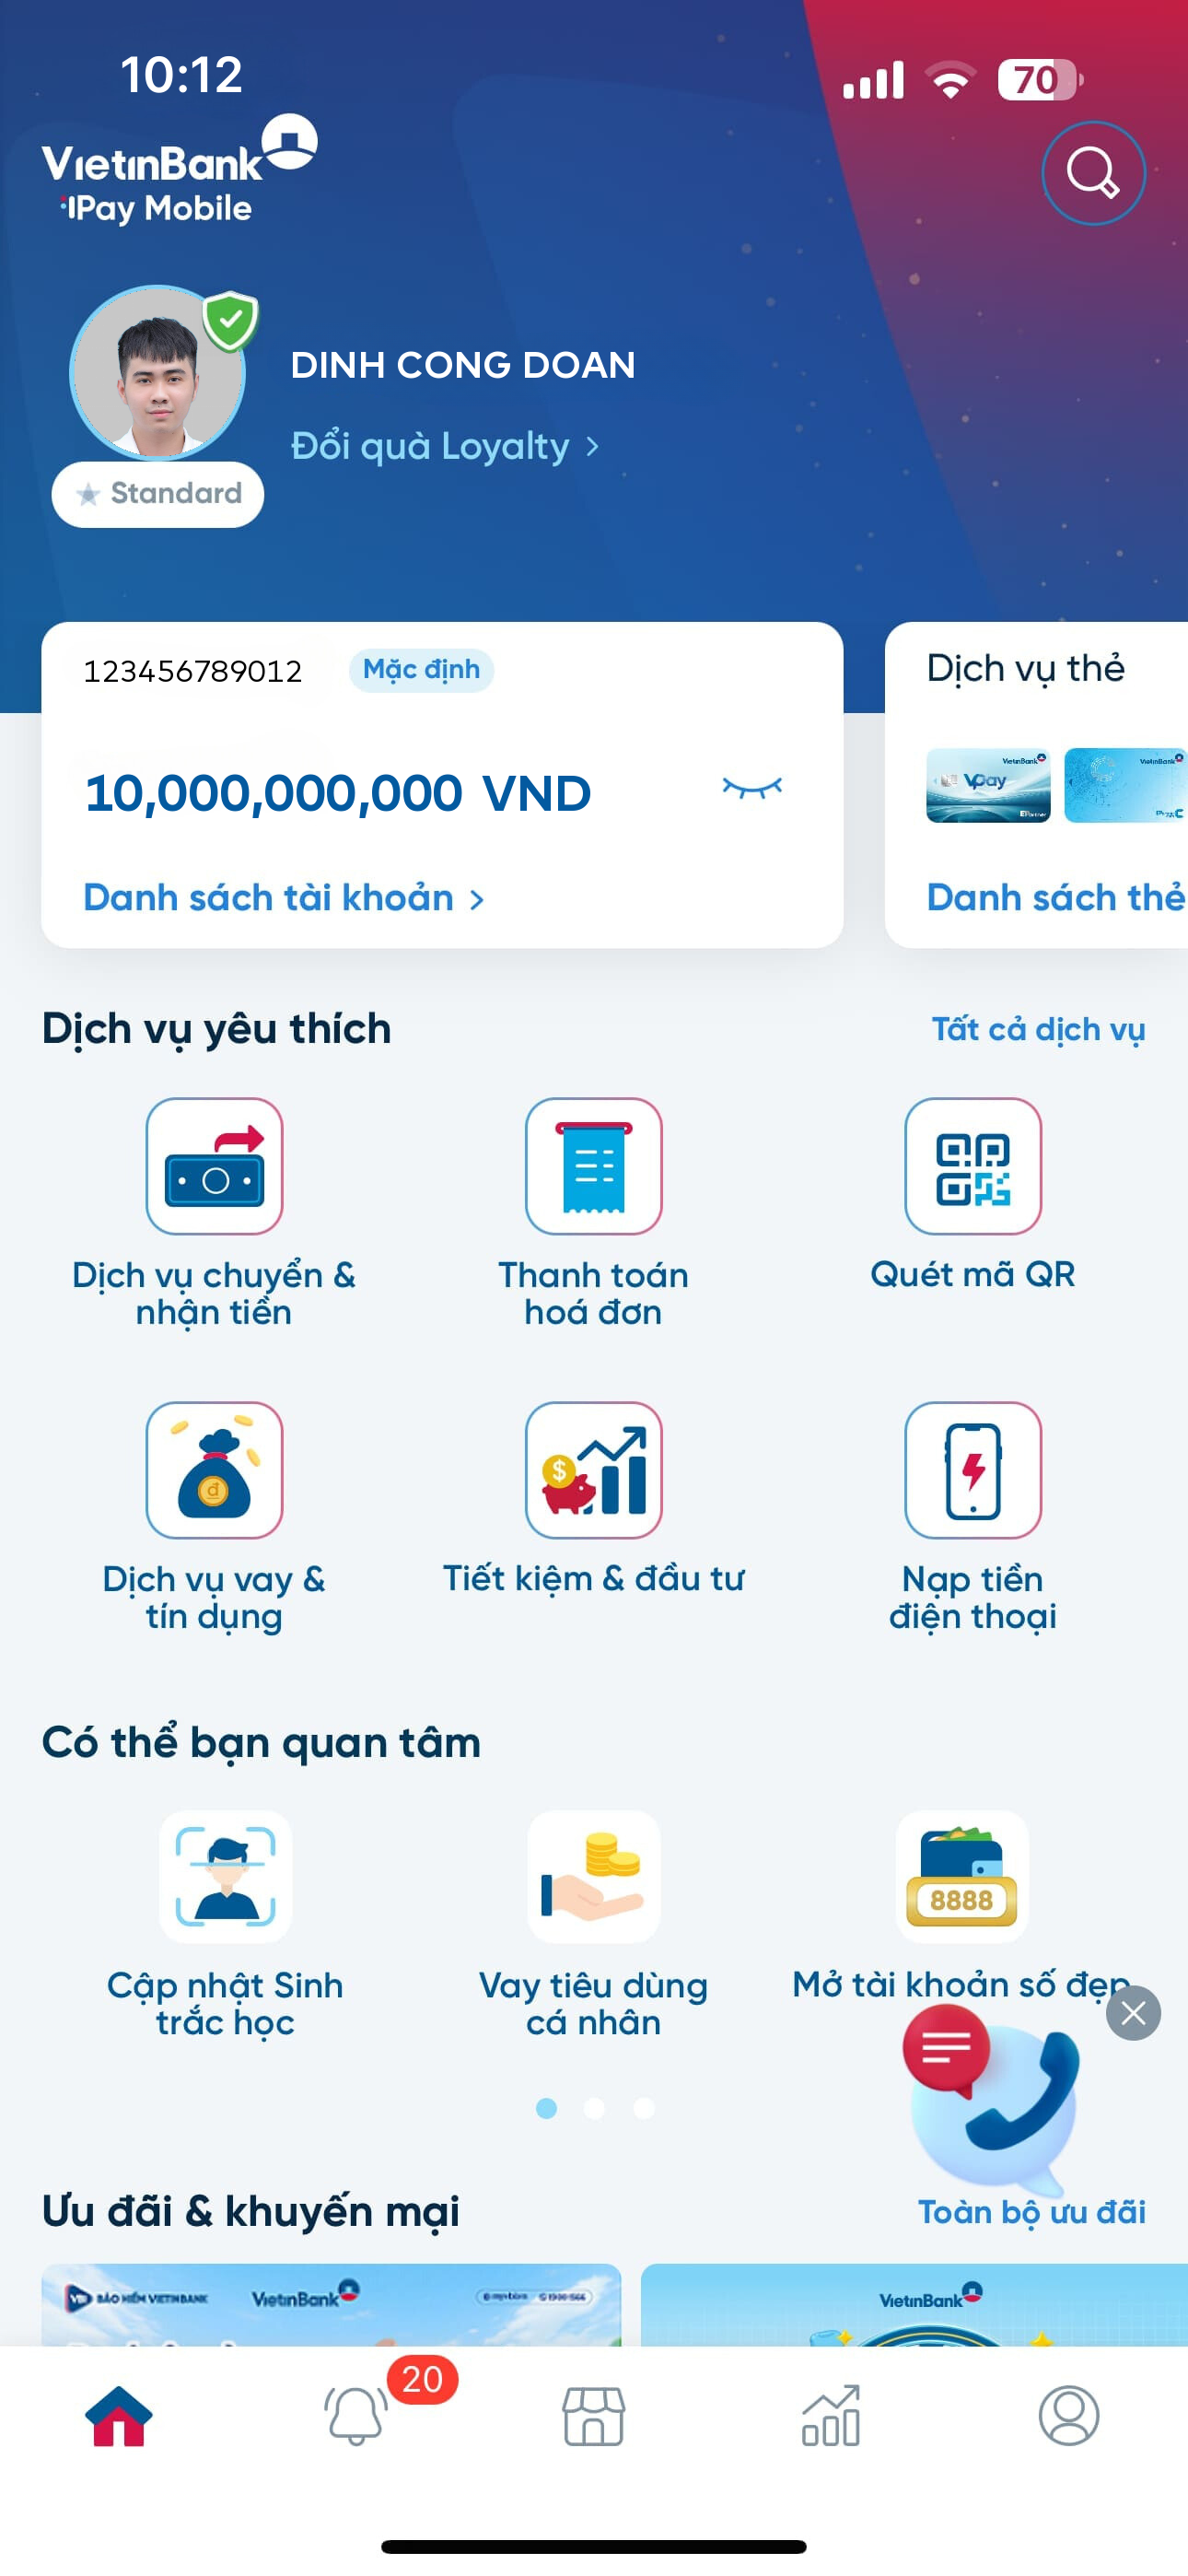 10:12
70
VietinBank
iPay Mobile
DINH CONG DOAN
Đổi quà Loyalty >
Standard
123456789012 Mặc định
10,000,000,000 VND
Danh sách tài khoản >
Dịch vụ thẻ
VietinBank
VPay
VietinBank
Danh sách thẻ
Dịch vụ yêu thích
Tất cả dịch vụ
Dịch vụ chuyển &
nhận tiền
Thanh toán
hoá đơn
Quét mã QR
Dịch vụ vay &
tín dụng
Tiết kiệm & đầu tư
Nạp tiền
điện thoại
Có thể bạn quan tâm
8888
Cập nhật Sinh
trắc học
Vay tiêu dùng
cá nhân
Mở tài khoản số đẹp
Ưu đãi & khuyến mại
Toàn bộ ưu đãi
BẢO HIỂM VIETINBANK
VietinBank
VietinBank
20